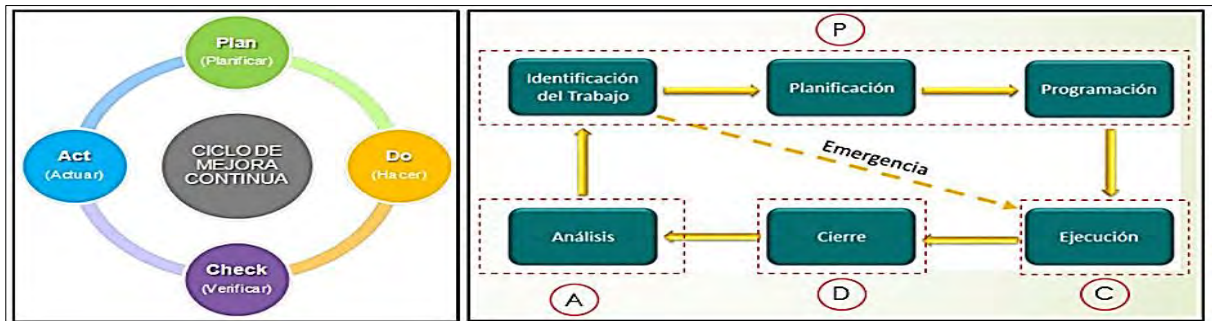 Plan
(Planificar)
Act
(Actuar)
CICLO DE
MEJORA
CONTINUA
Do
(Hacer)
Check
(Verificar)
P
Identificación
del Trabajo
Planificación
Programación
Emergencia
Análisis
Cierre
Ejecución
A
D
C